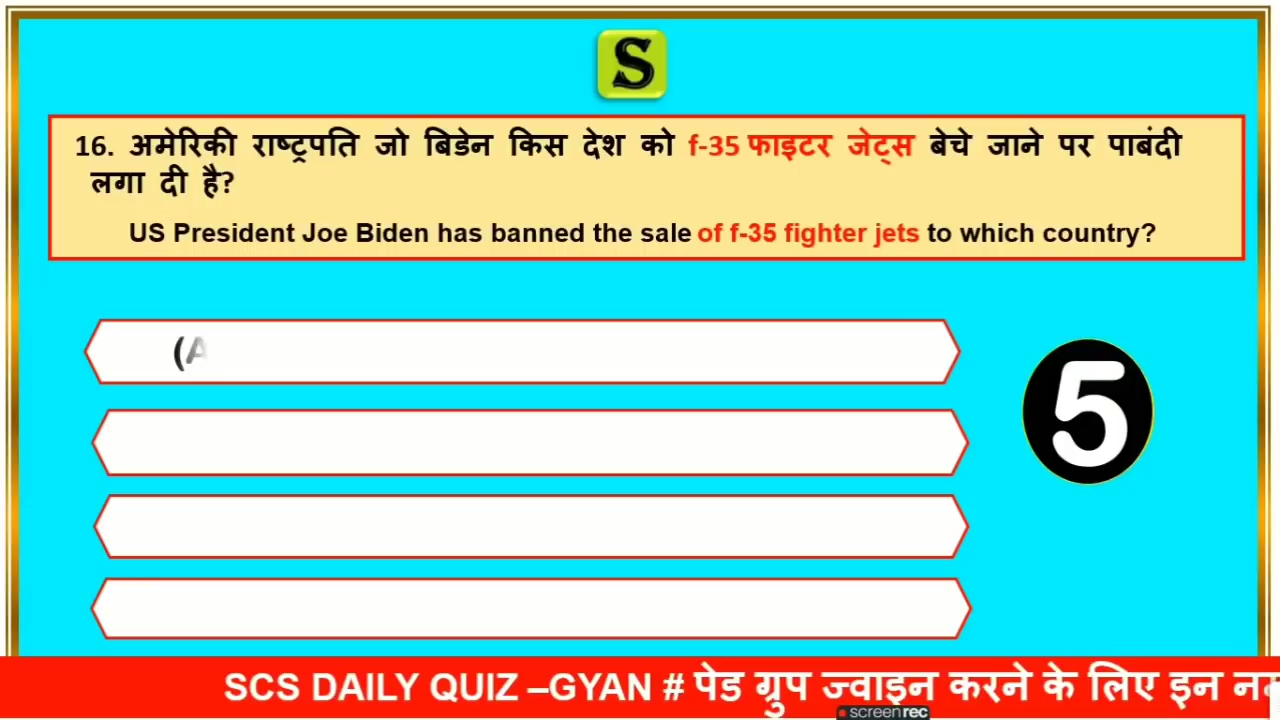 S
16. अमेरिकी राष्ट्रपति जो बिडेन किस देश को f-35 फाइटर जेट्स बेचे जाने पर पाबंदी
लगा दी है?
US President Joe Biden has banned the sale of f-35 fighter jets to which country?
(A
5
SCS DAILY QUIZ –GYAN # पेड ग्रुप ज्वाइन करने के लिए इन
screenrec